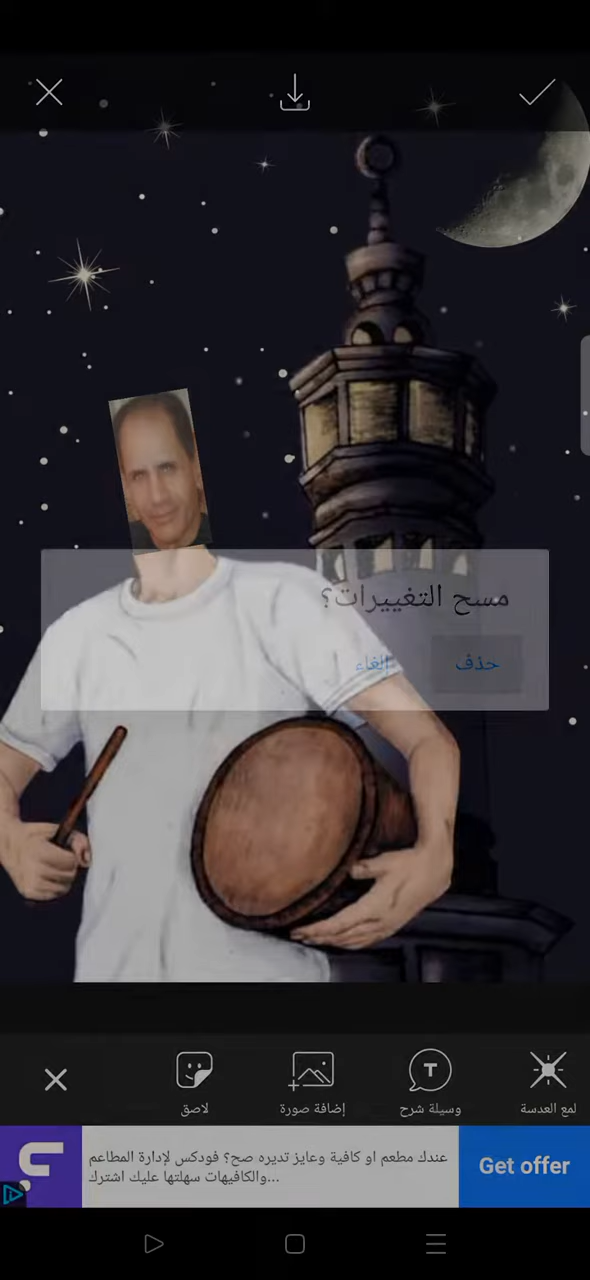 مسح التغييرات؟
إلغاء
حذف
لمع العدسة
وسيلة شرح
إضافة صورة
لاصق
عندك مطعم او كافية وعايز تديره صح؟ فودكس لإدارة المطاعم
والكافيهات سهلتها عليك اشترك...
Get offer